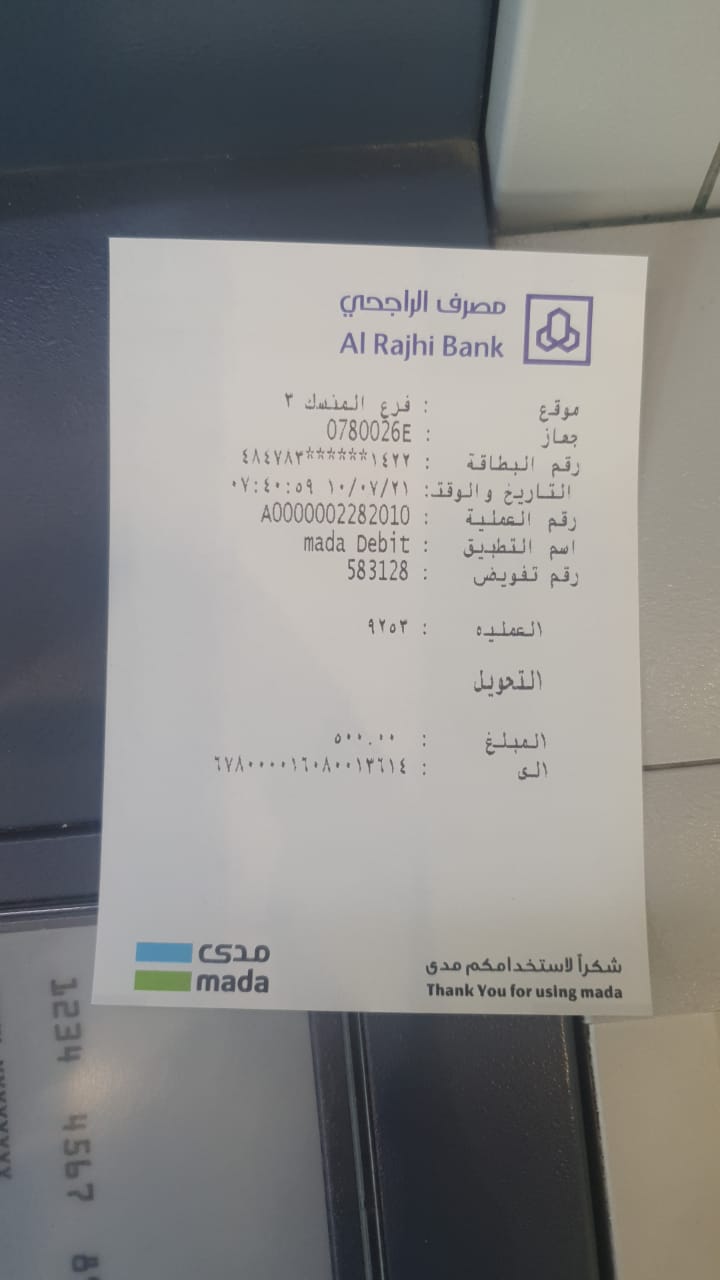 مصرف الراجحي
Al Rajhi Bank
موقع : فرع المنسك ٣
جهاز : 0780026E
رقم البطاقة : ٤٨٤٧٨٣******١٤٢٢
التاريخ والوقت: ١٠/٠٧/٢١ ٠٧:٤٠:٥٩
رقم العملية : A0000002282010
اسم التطبيق : mada Debit
رقم تفويض : 583128
العمليه : ٩٢٥٣
التحويل
المبلغ : ٥٠٠.٠٠
الى : ٦٧٨٠٠٠٠١٦٠٨٠٠١٣٦١٤
مدى
mada
شكراً لاستخدامكم مدى
Thank You for using mada
1234 4567